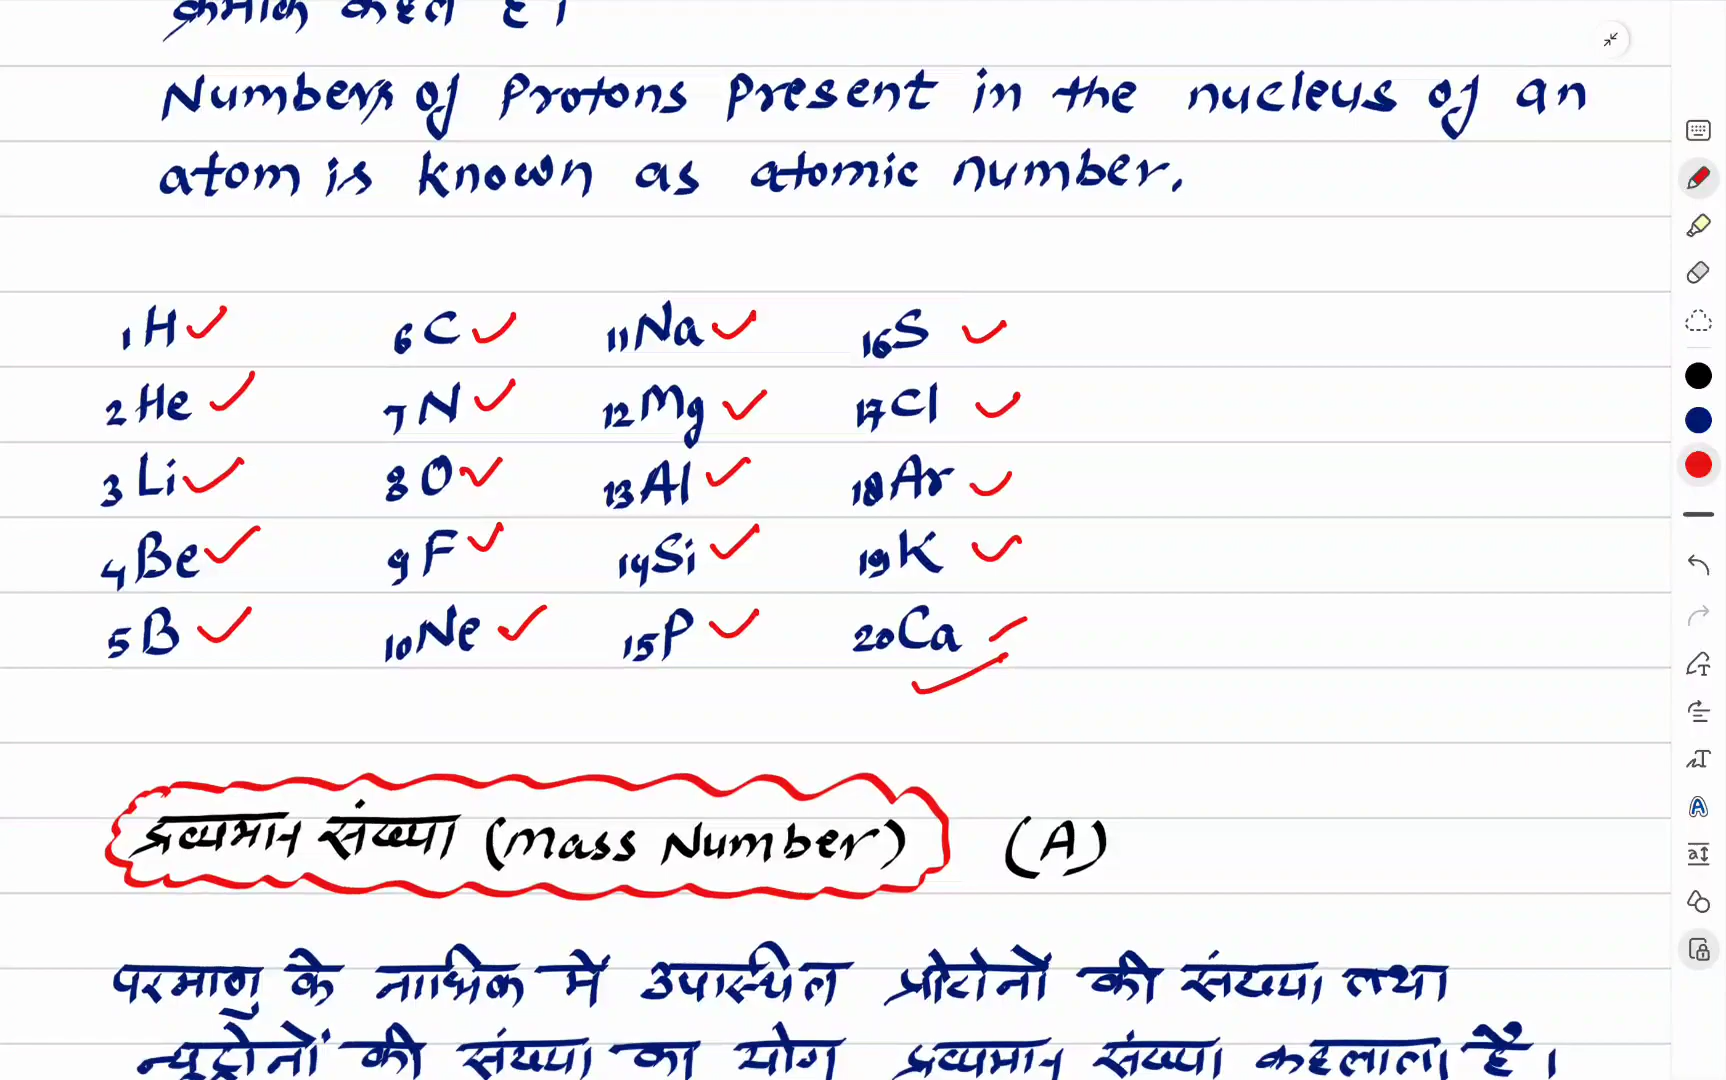 क्रमांक कहते है।
Numbers of Protons Present in the nucleus of an
atom is known as atomic number.
1H 6C 11Na 16S
2He 7N 12Mg 17Cl
3Li 8O 13Al 18Ar
4Be 9F 14Si 19K
5B 10Ne 15P 20Ca
द्रव्यमान संख्या (Mass Number) (A)
परमाणु के नाभिक में उपस्थित प्रोटोनों की संख्या तथा
न्यूट्रोनों की संख्या का योग द्रव्यमान संख्या कहलाता है।